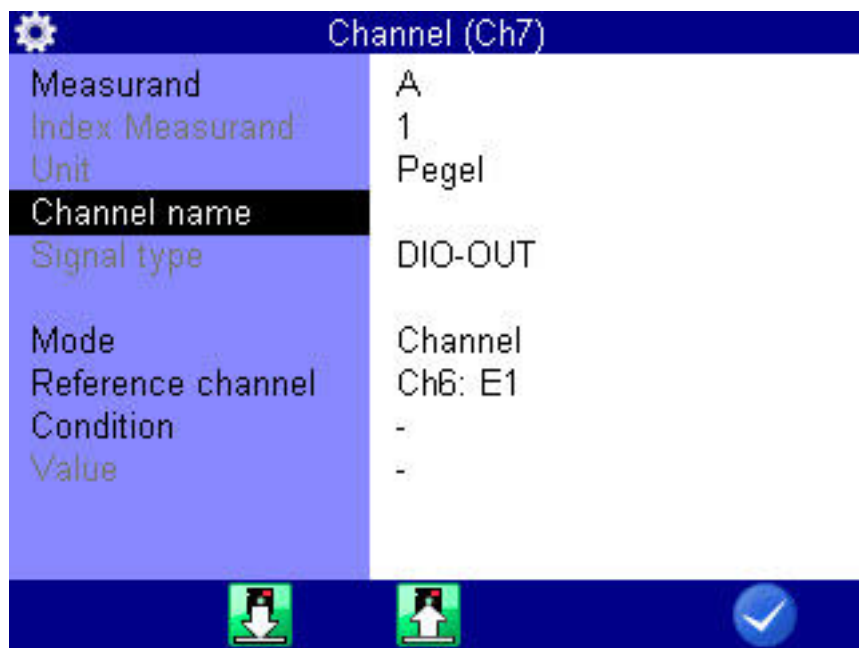 Channel (Ch7)
Measurand A
Index Measurand 1
Unit Pegel
Channel name
Signal type DIO-OUT
Mode Channel
Reference channel Ch6: E1
Condition -
Value -